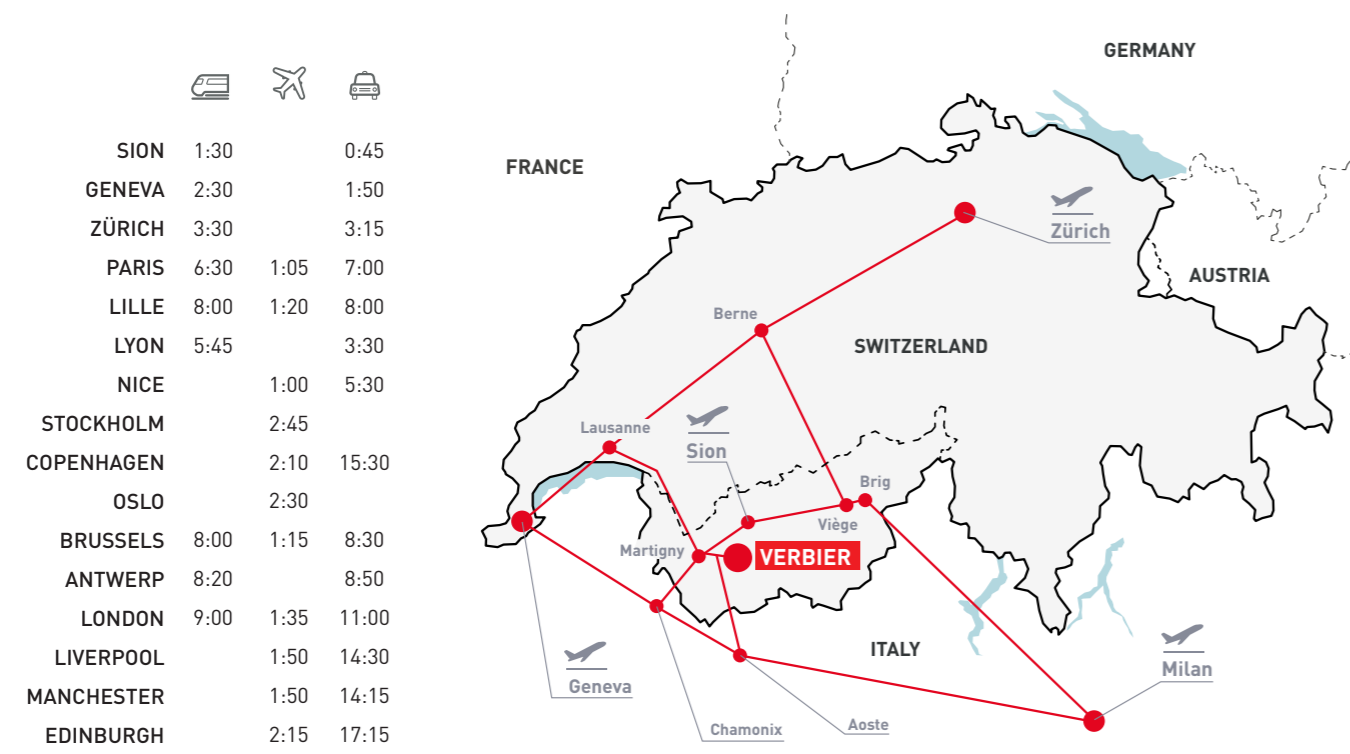 SION 1:30 0:45
GENEVA 2:30 1:50
ZÜRICH 3:30 3:15
PARIS 6:30 1:05 7:00
LILLE 8:00 1:20 8:00
LYON 5:45 3:30
NICE 1:00 5:30
STOCKHOLM 2:45
COPENHAGEN 2:10 15:30
OSLO 2:30
BRUSSELS 8:00 1:15 8:30
ANTWERP 8:20 8:50
LONDON 9:00 1:35 11:00
LIVERPOOL 1:50 14:30
MANCHESTER 1:50 14:15
EDINBURGH 2:15 17:15
GERMANY
FRANCE
Zürich
AUSTRIA
Berne
SWITZERLAND
Lausanne
Sion
Brig
Viège
Martigny
VERBIER
ITALY
Milan
Geneva
Chamonix
Aoste